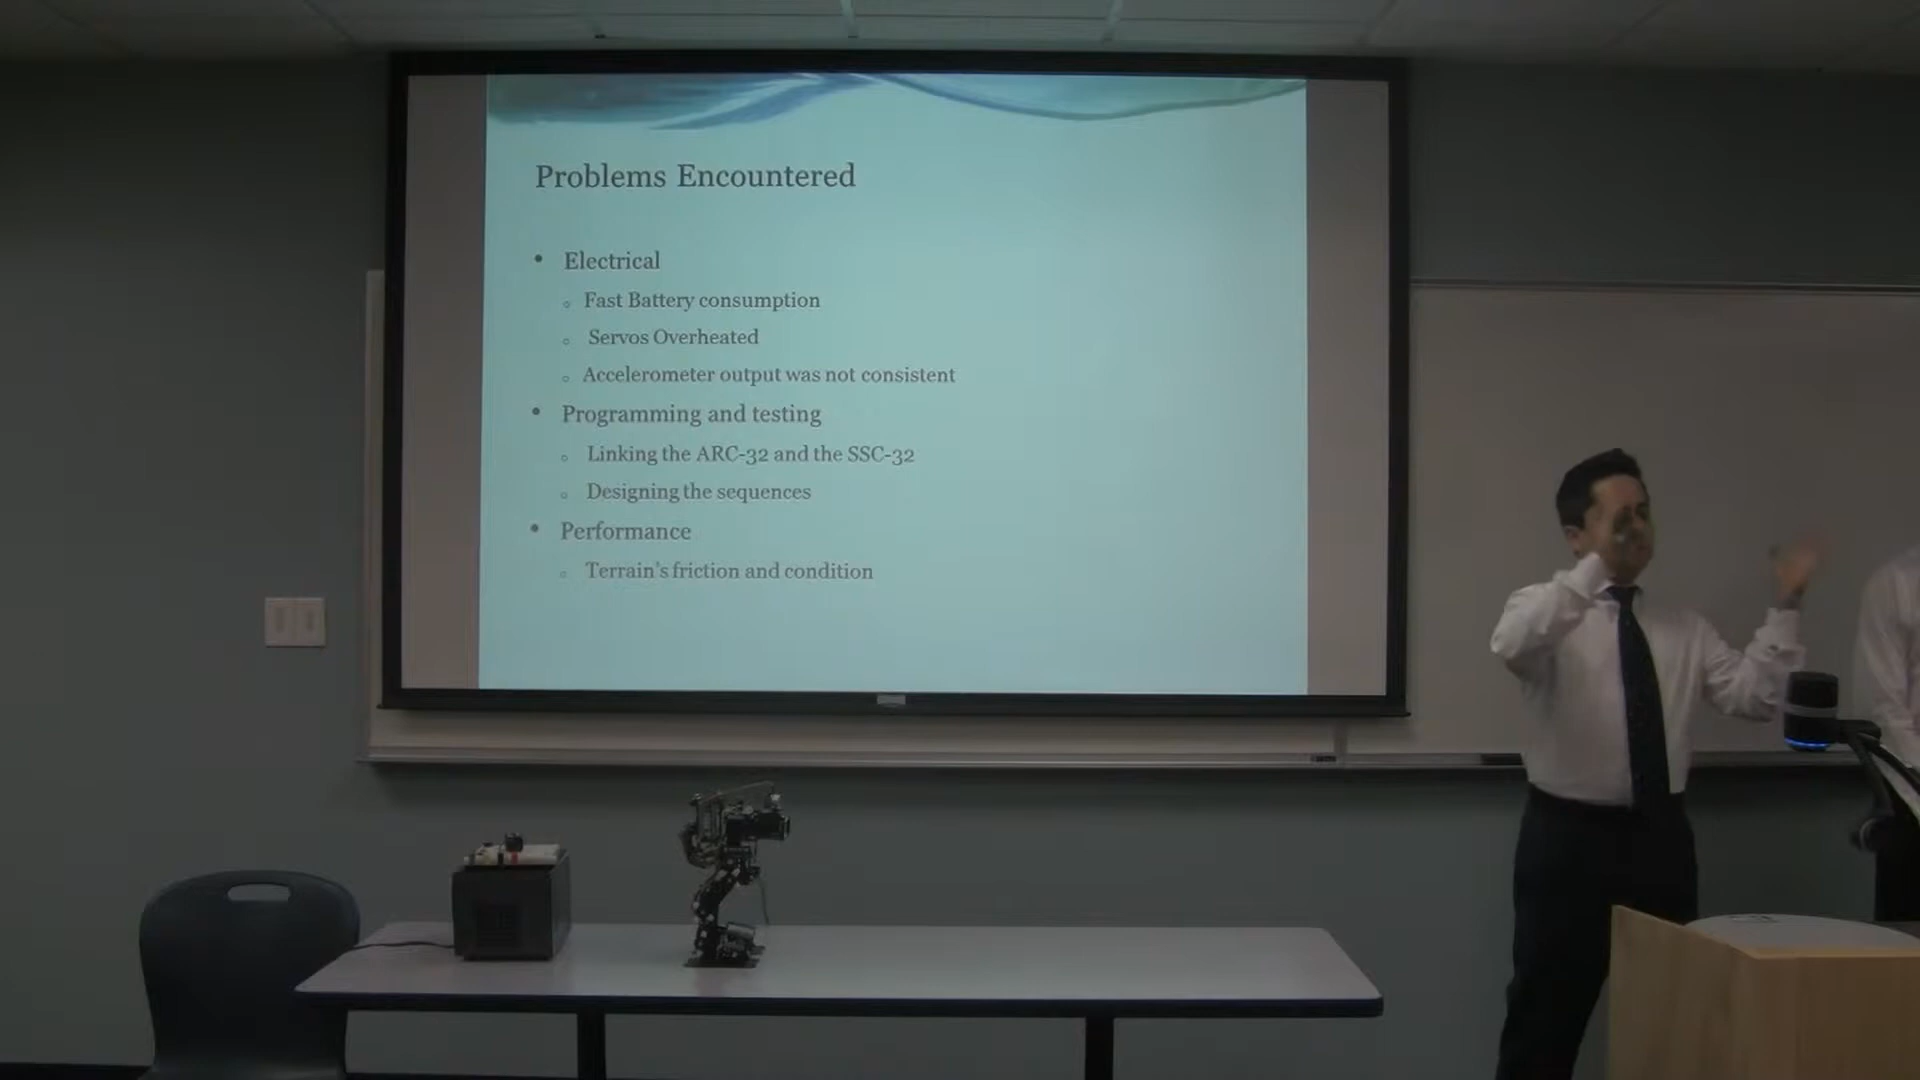 Problems Encountered
• Electrical
○ Fast Battery consumption
○ Servos Overheated
○ Accelerometer output was not consistent
• Programming and testing
○ Linking the ARC-32 and the SSC-32
○ Designing the sequences
• Performance
○ Terrain's friction and condition